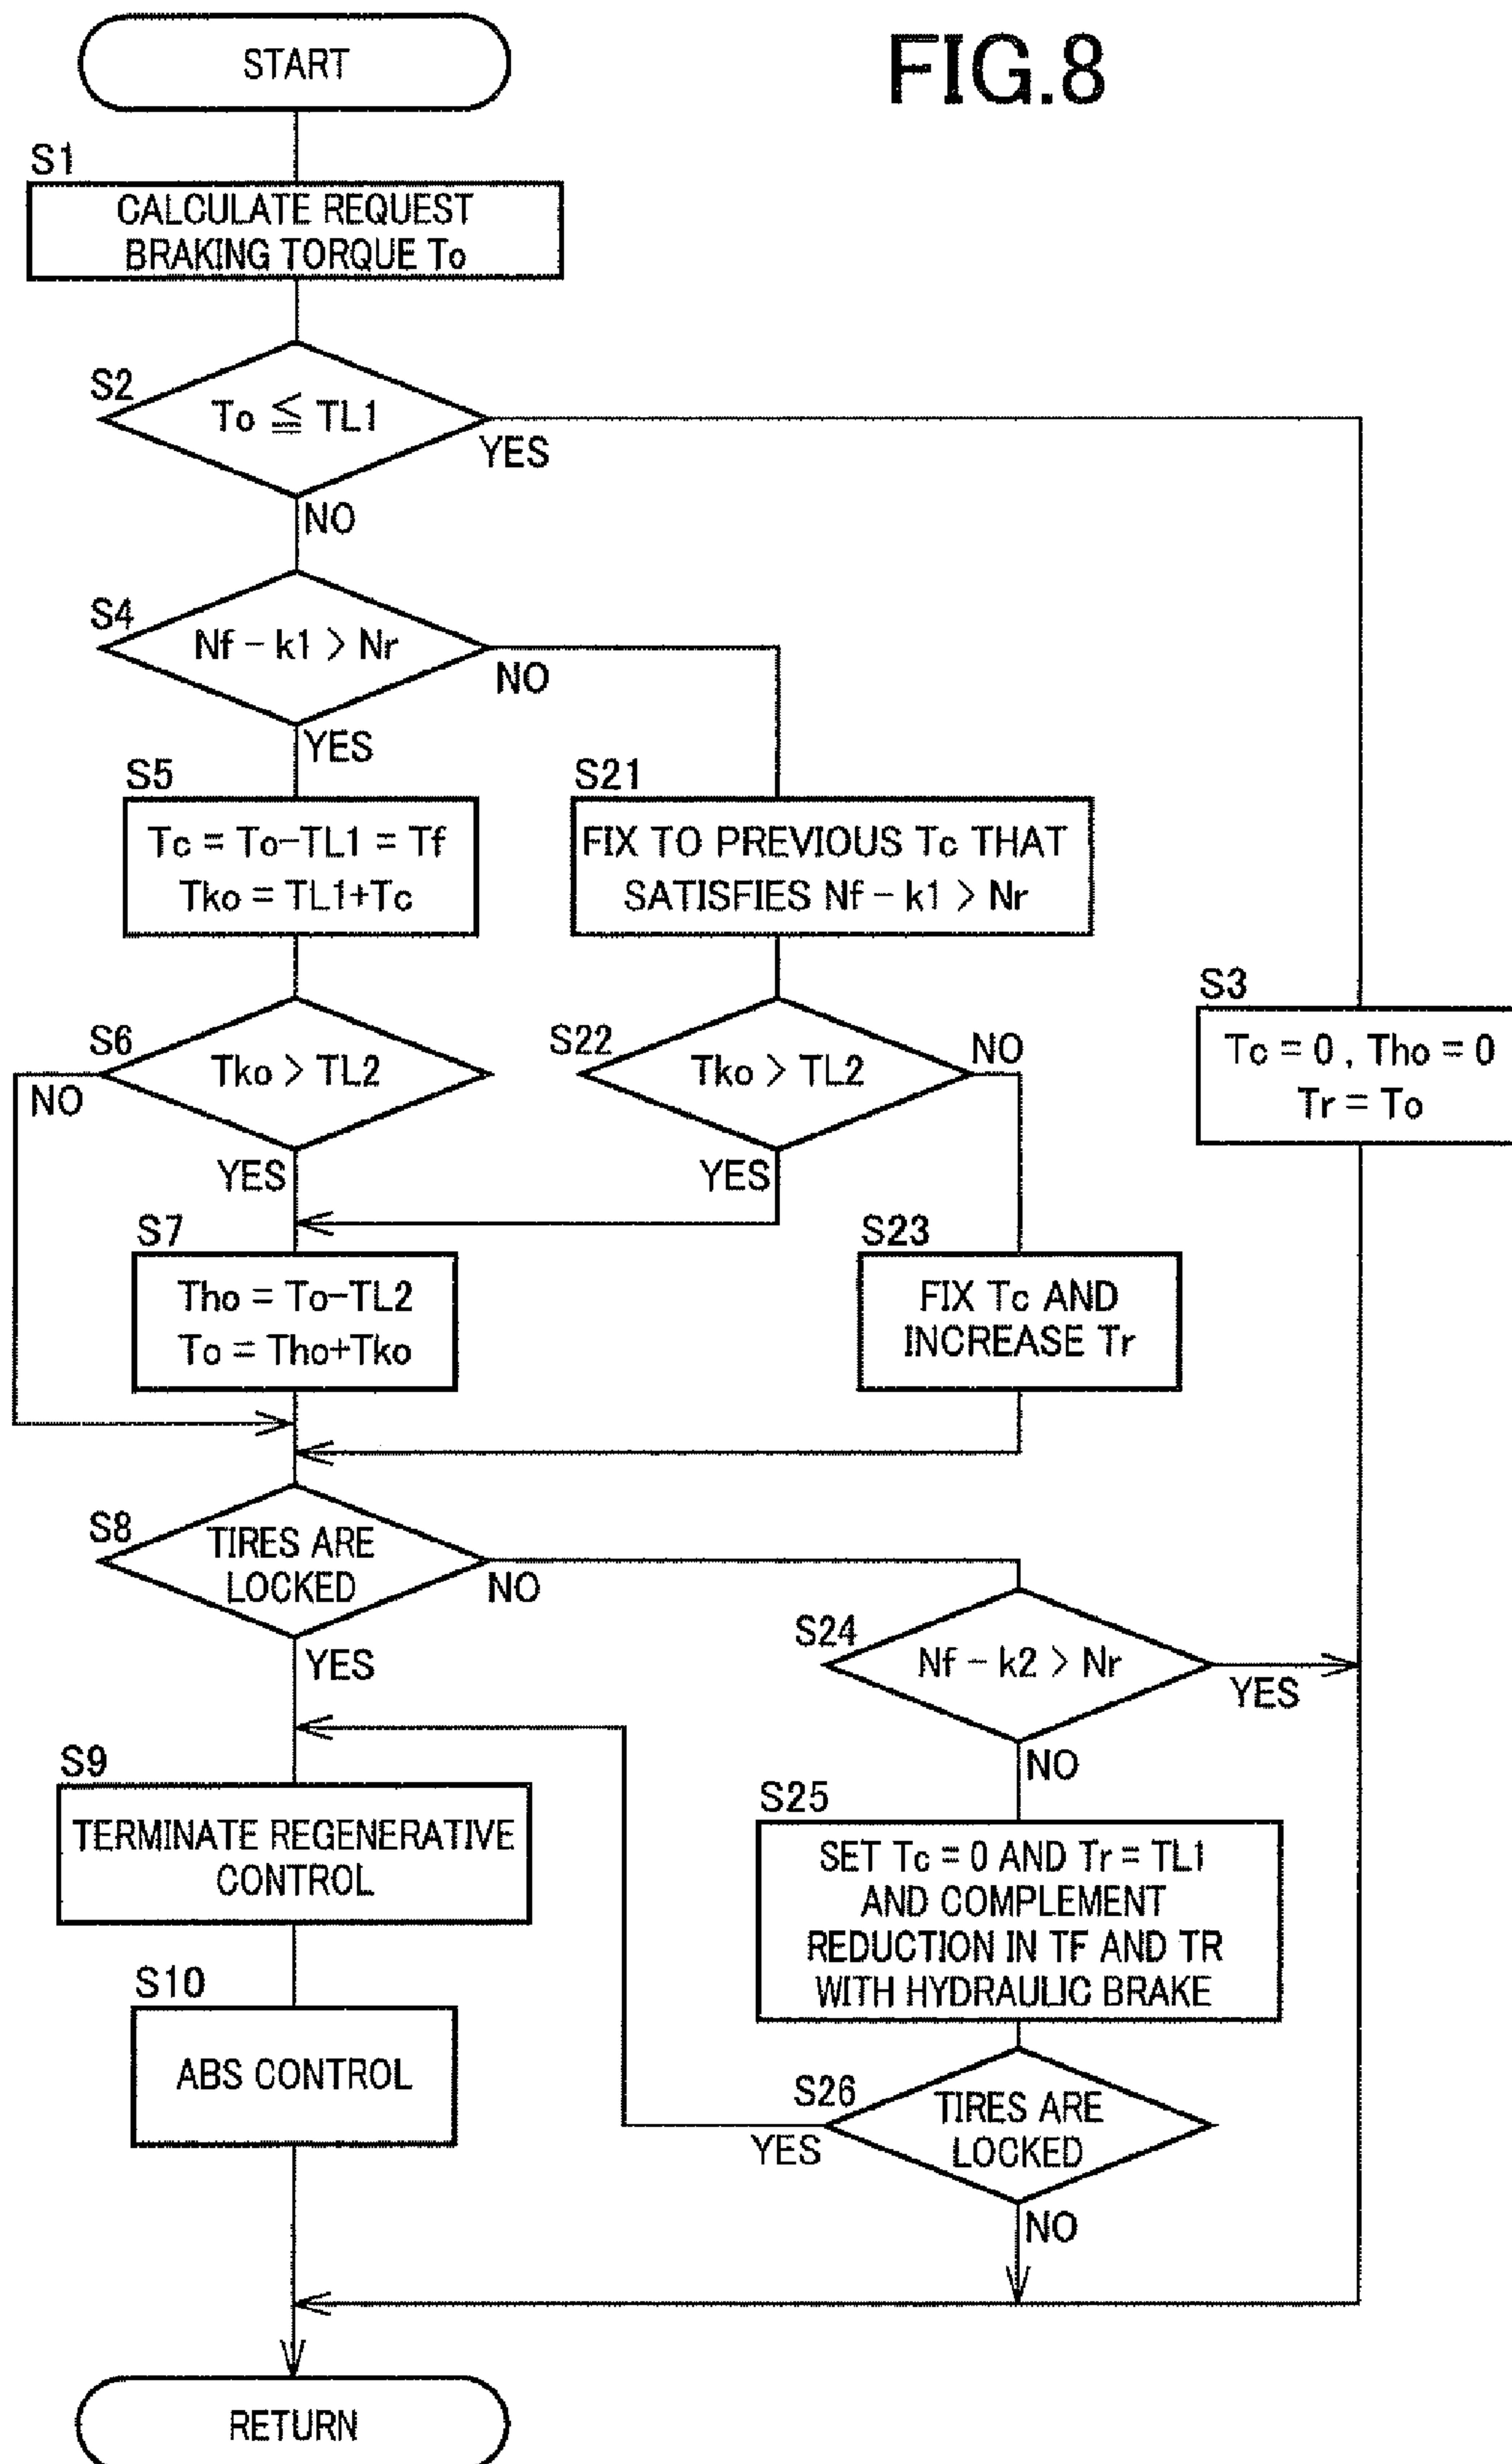 FIG.8
START
S1
CALCULATE REQUEST
BRAKING TORQUE To
S2
To ≦ TL1
YES
NO
S4
Nf – k1 > Nr
NO
YES
S5
Tc = To-TL1 = Tf
Tko = TL1+Tc
S21
FIX TO PREVIOUS Tc THAT
SATISFIES Nf – k1 > Nr
S3
Tc = 0 , Tho = 0
Tr = To
S6
Tko > TL2
NO
YES
S22
Tko > TL2
NO
YES
S7
Tho = To-TL2
To = Tho+Tko
S23
FIX Tc AND
INCREASE Tr
S8
TIRES ARE
LOCKED
NO
YES
S24
Nf – k2 > Nr
YES
NO
S9
TERMINATE REGENERATIVE
CONTROL
S25
SET Tc = 0 AND Tr = TL1
AND COMPLEMENT
REDUCTION IN TF AND TR
WITH HYDRAULIC BRAKE
S10
ABS CONTROL
S26
TIRES ARE
LOCKED
YES
NO
RETURN